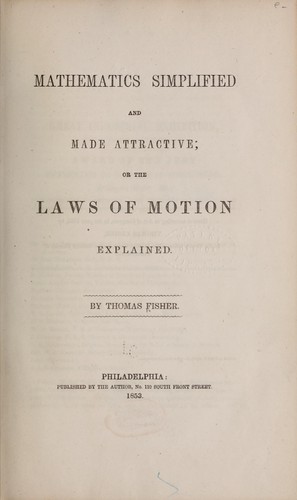 MATHEMATICS SIMPLIFIED
AND
MADE ATTRACTIVE;
OR THE
LAWS OF MOTION
EXPLAINED.
BY THOMAS FISHER.
PHILADELPHIA:
PUBLISHED BY THE AUTHOR, No 110 SOUTH FRONT STREET.
1853.